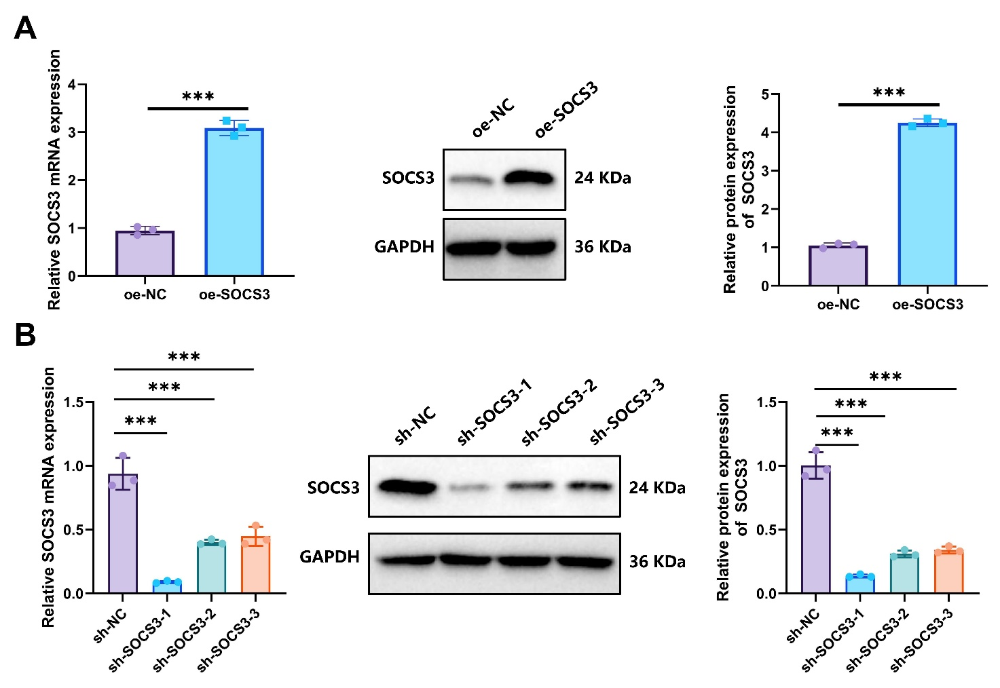 A
Relative SOCS3 mRNA expression
4
3
2
1
0
***
oe-NC
oe-SOCS3
oe-NC
oe-SOCS3
SOCS3
24 KDa
GAPDH
36 KDa
Relative protein expression
of SOCS3
5
4
3
2
1
0
***
oe-NC
oe-SOCS3
B
Relative SOCS3 mRNA expression
1.5
1.0
0.5
0.0
***
***
***
sh-NC
sh-SOCS3-1
sh-SOCS3-2
sh-SOCS3-3
sh-NC
sh-SOCS3-1
sh-SOCS3-2
sh-SOCS3-3
SOCS3
24 KDa
GAPDH
36 KDa
Relative protein expression
of SOCS3
1.5
1.0
0.5
0.0
***
***
***
sh-NC
sh-SOCS3-1
sh-SOCS3-2
sh-SOCS3-3